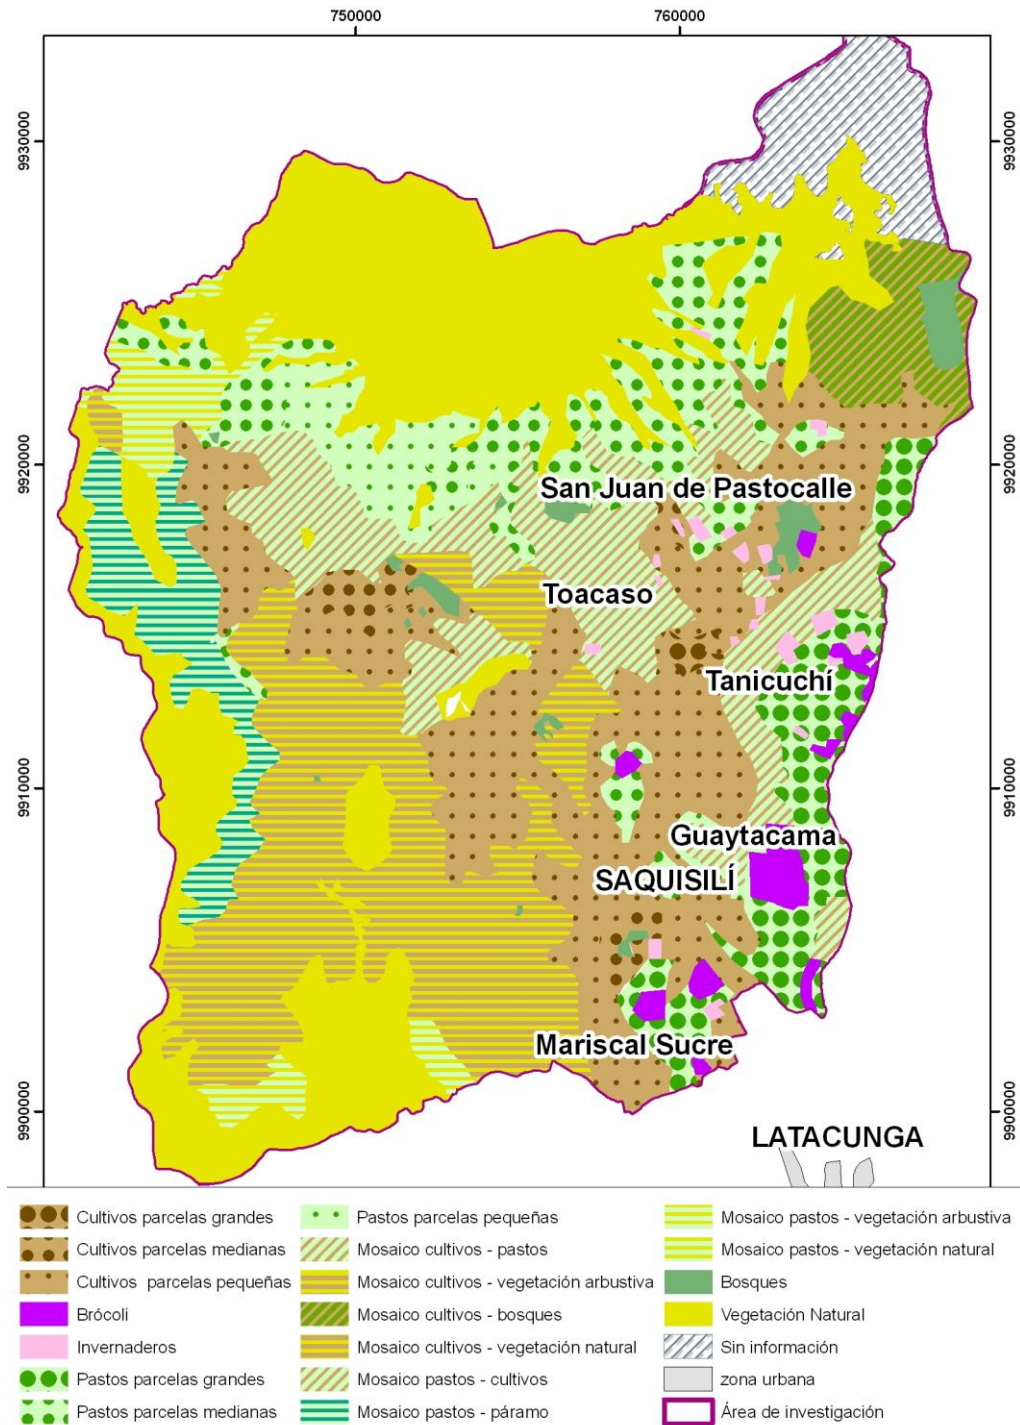 750000 760000
9930000 9930000
9920000 9920000
San Juan de Pastocalle
Toacaso
Tanicuchí
9910000 9910000
Guaytacama
SAQUISILÍ
Mariscal Sucre
9900000 9900000
LATACUNGA
Cultivos parcelas grandes
Cultivos parcelas medianas
Cultivos parcelas pequeñas
Brócoli
Invernaderos
Pastos parcelas grandes
Pastos parcelas medianas
Pastos parcelas pequeñas
Mosaico cultivos - pastos
Mosaico cultivos - vegetación arbustiva
Mosaico cultivos - bosques
Mosaico cultivos - vegetación natural
Mosaico pastos - cultivos
Mosaico pastos - páramo
Mosaico pastos - vegetación arbustiva
Mosaico pastos - vegetación natural
Bosques
Vegetación Natural
Sin información
zona urbana
Área de investigación